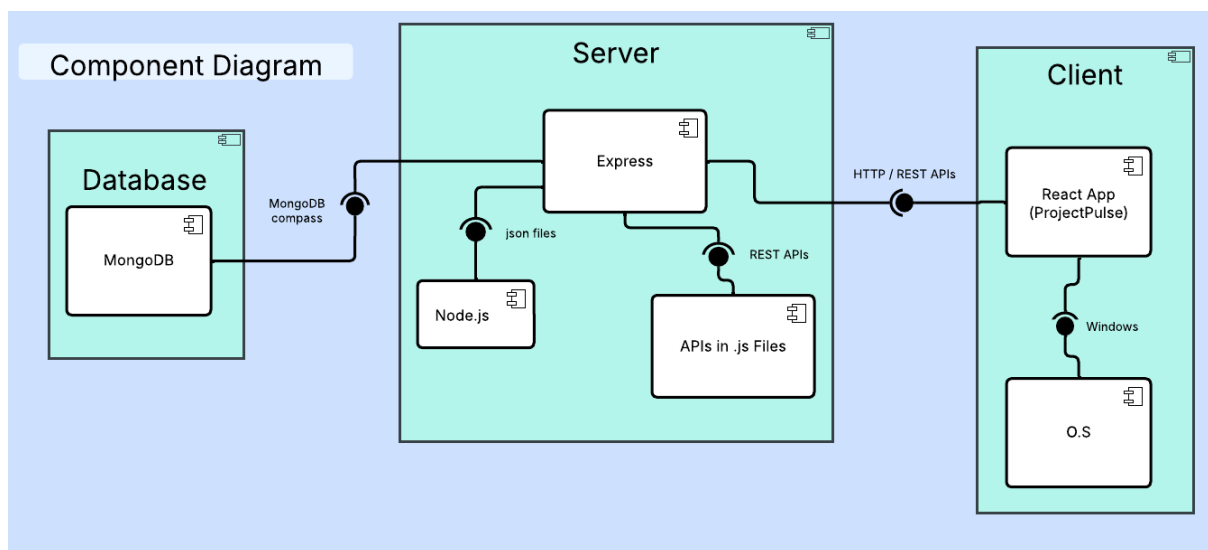 Component Diagram
Database
MongoDB
MongoDB
compass
Server
Express
json files
Node.js
REST APIs
APIs in .js Files
HTTP / REST APIs
Client
React App
(ProjectPulse)
Windows
O.S